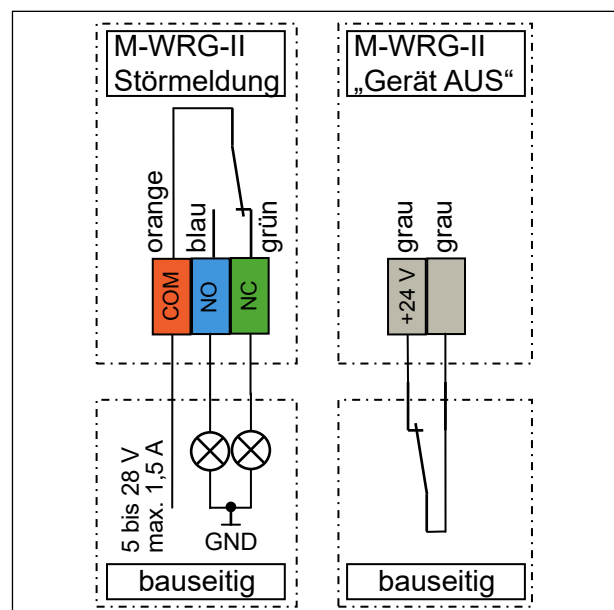 M-WRG-II
Störmeldung
orange
blau
grün
COM
NO
NC
5 bis 28 V
max. 1,5 A
GND
bauseitig
M-WRG-II
„Gerät AUS“
grau
grau
+24 V
bauseitig